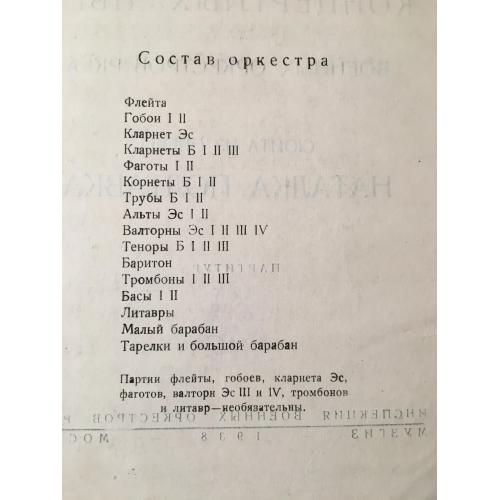 Состав оркестра
Флейта
Гобои I II
Кларнет Эс
Кларнеты Б I II III
Фаготы I II
Корнеты Б I II
Трубы Б I II
Альты Эс I II
Валторны Эс I II III IV
Теноры Б I II III
Баритон
Тромбоны I II III
Басы I II
Литавры
Малый барабан
Тарелки и большой барабан
Партии флейты, гобоев, кларнета Эс,
фаготов, валторн Эс III и IV, тромбонов
и литавр—необязательны.